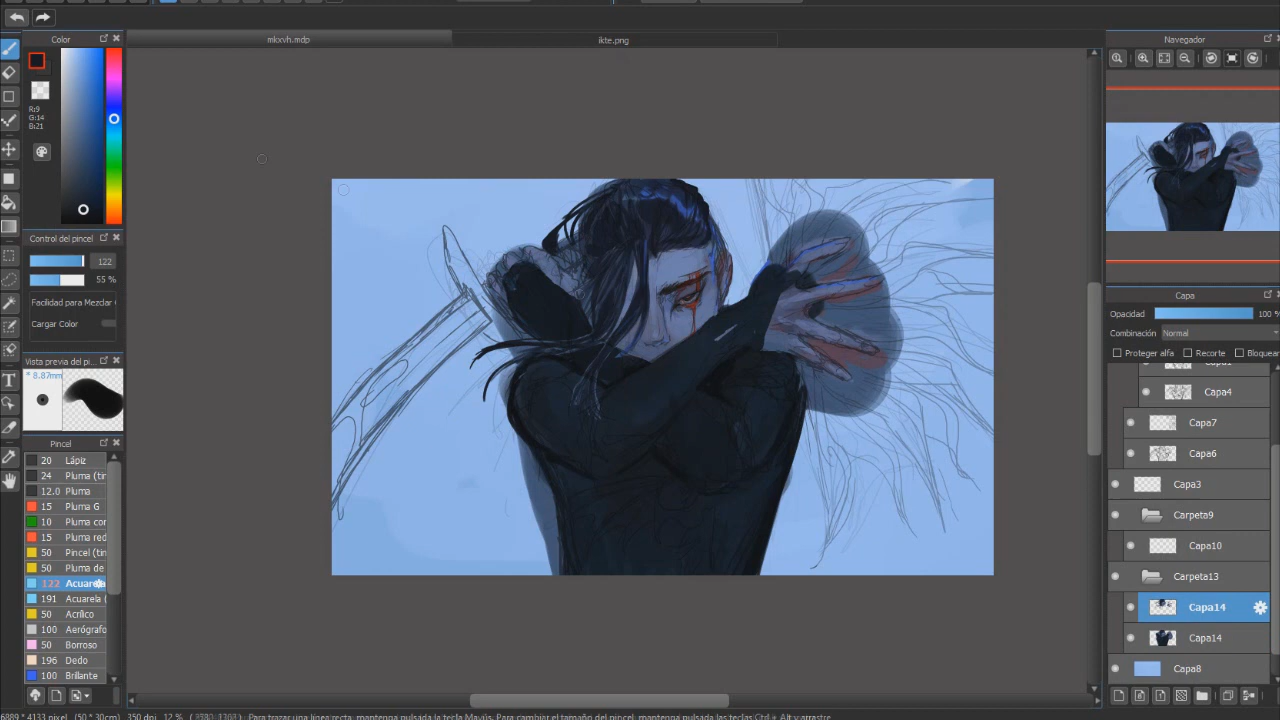 mkxvh.mdp
ikte.png
Color
R:9
G:14
B:21
Control del pincel
122
55 %
Facilidad para Mezclar
Cargar Color
Vista previa del pi...
* 8.87mm
Pincel
20 Lápiz
24 Pluma (tin
12.0 Pluma
15 Pluma G
10 Pluma cor
15 Pluma red
50 Pincel (tin
50 Pluma de
122 Acuarela
191 Acuarela (
50 Acrílico
100 Aerógrafo
50 Borroso
196 Dedo
100 Brillante
Navegador
Capa
Opacidad 100 %
Combinación Normal
Proteger alfa Recorte Bloquear
Capa4
Capa7
Capa6
Capa3
Carpeta9
Capa10
Carpeta13
Capa14
Capa14
Capa8
6889 * 4133 pixel (50 * 30cm) 350 dpi 12 % Para trazar una línea recta, mantenga pulsada la tecla Mayús. Para cambiar el tamaño del pincel, mantenga pulsada las teclas Ctrl + Alt y arrastre